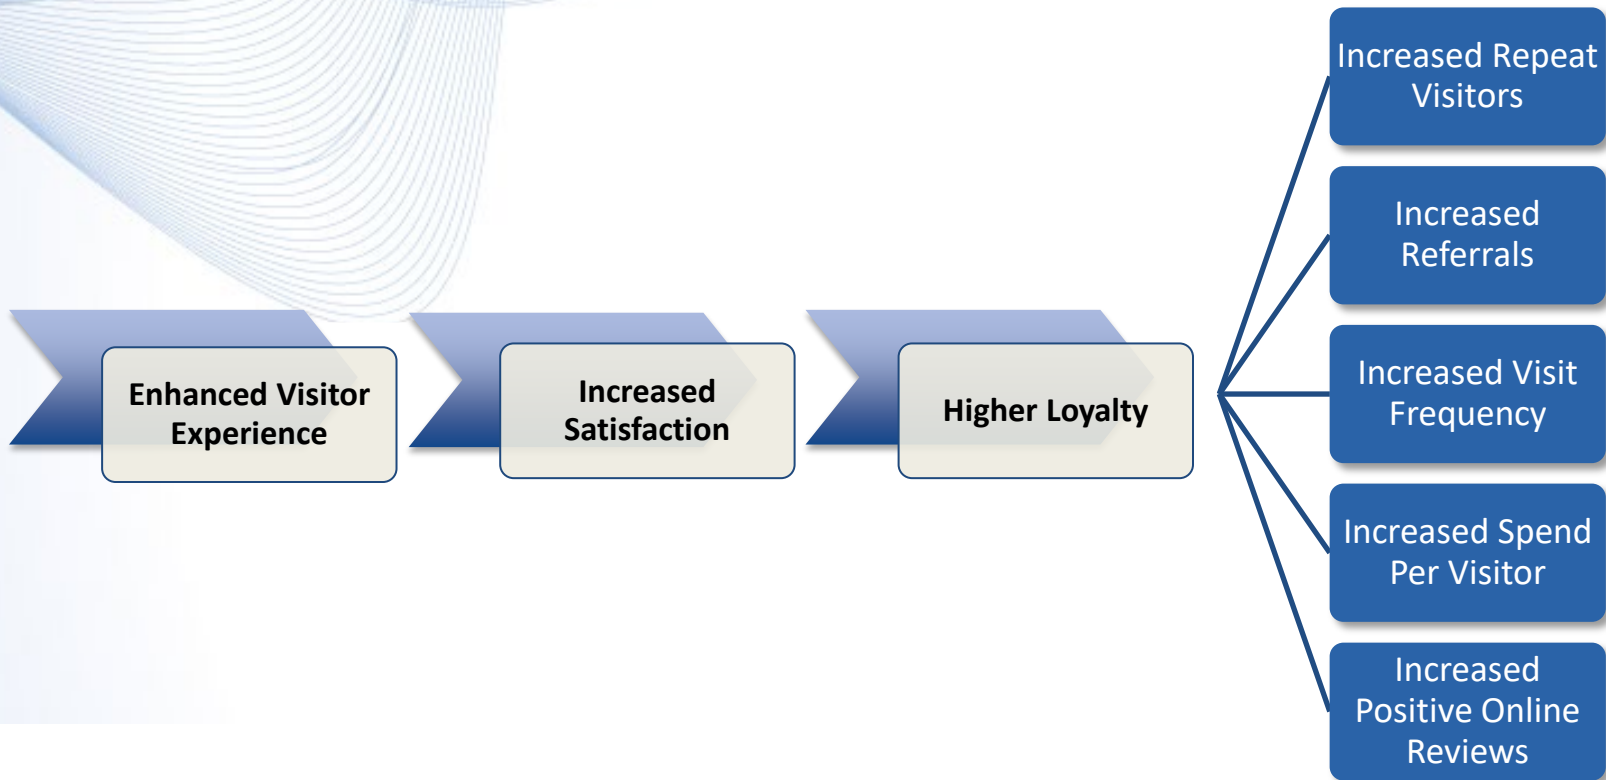 Enhanced Visitor
Experience
Increased
Satisfaction
Higher Loyalty
Increased Repeat
Visitors
Increased
Referrals
Increased Visit
Frequency
Increased Spend
Per Visitor
Increased
Positive Online
Reviews